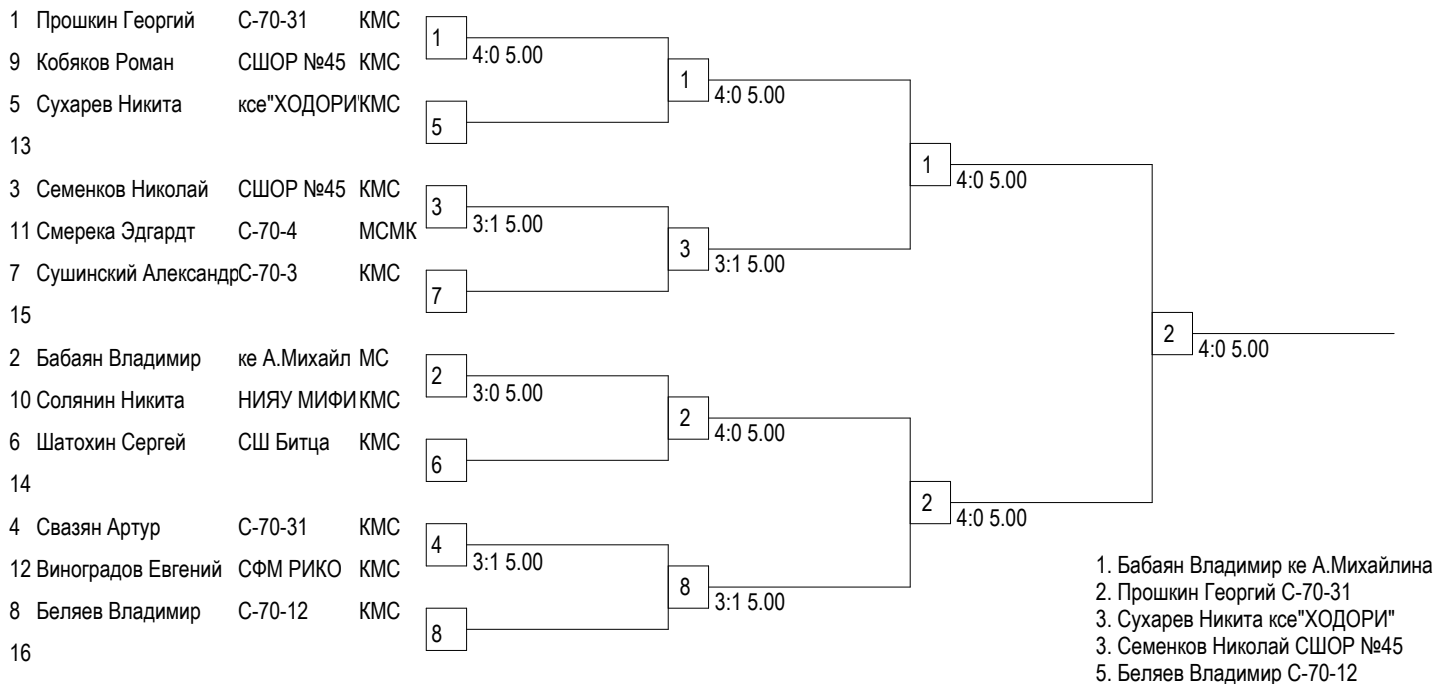 1 Прошкин Георгий С-70-31 КМС
9 Кобяков Роман СШОР №45 КМС
5 Сухарев Никита ксе"ХОДОРИ"КМС
13
3 Семенков Николай СШОР №45 КМС
11 Смерека Эдгардт С-70-4 МСМК
7 Сушинский Александр С-70-3 КМС
15
2 Бабаян Владимир ке А.Михайл МС
10 Солянин Никита НИЯУ МИФИ КМС
6 Шатохин Сергей СШ Битца КМС
14
4 Свазян Артур С-70-31 КМС
12 Виноградов Евгений СФМ РИКО КМС
8 Беляев Владимир С-70-12 КМС
16
1
4:0 5.00
5
3
3:1 5.00
7
2
3:0 5.00
6
4
3:1 5.00
8
1
4:0 5.00
3
3:1 5.00
2
4:0 5.00
8
3:1 5.00
1
4:0 5.00
2
4:0 5.00
2
4:0 5.00
1. Бабаян Владимир ке А.Михайлина
2. Прошкин Георгий С-70-31
3. Сухарев Никита ксе"ХОДОРИ"
3. Семенков Николай СШОР №45
5. Беляев Владимир С-70-12